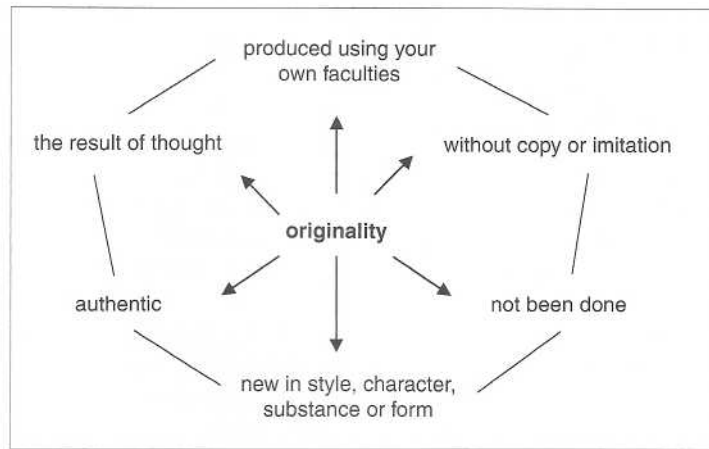 produced using your
own faculties
the result of thought
without copy or imitation
originality
authentic
not been done
new in style, character,
substance or form